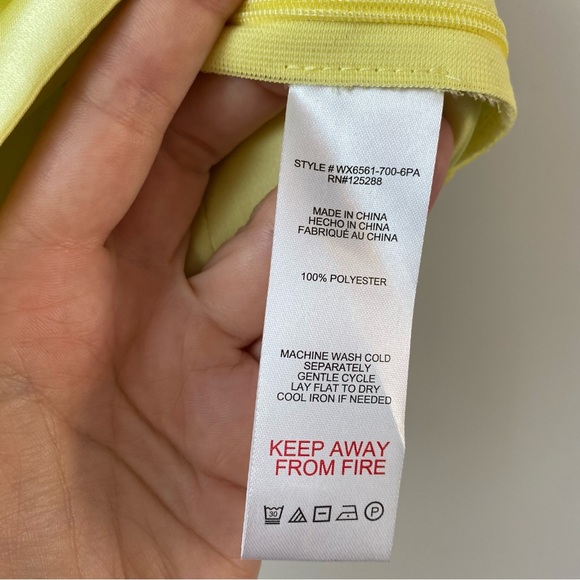 STYLE # WX6561-700-6PA
RN#125288
MADE IN CHINA
HECHO IN CHINA
FABRIQUÉ AU CHINA
100% POLYESTER
MACHINE WASH COLD
SEPARATELY
GENTLE CYCLE
LAY FLAT TO DRY
COOL IRON IF NEEDED
KEEP AWAY
FROM FIRE
30 P